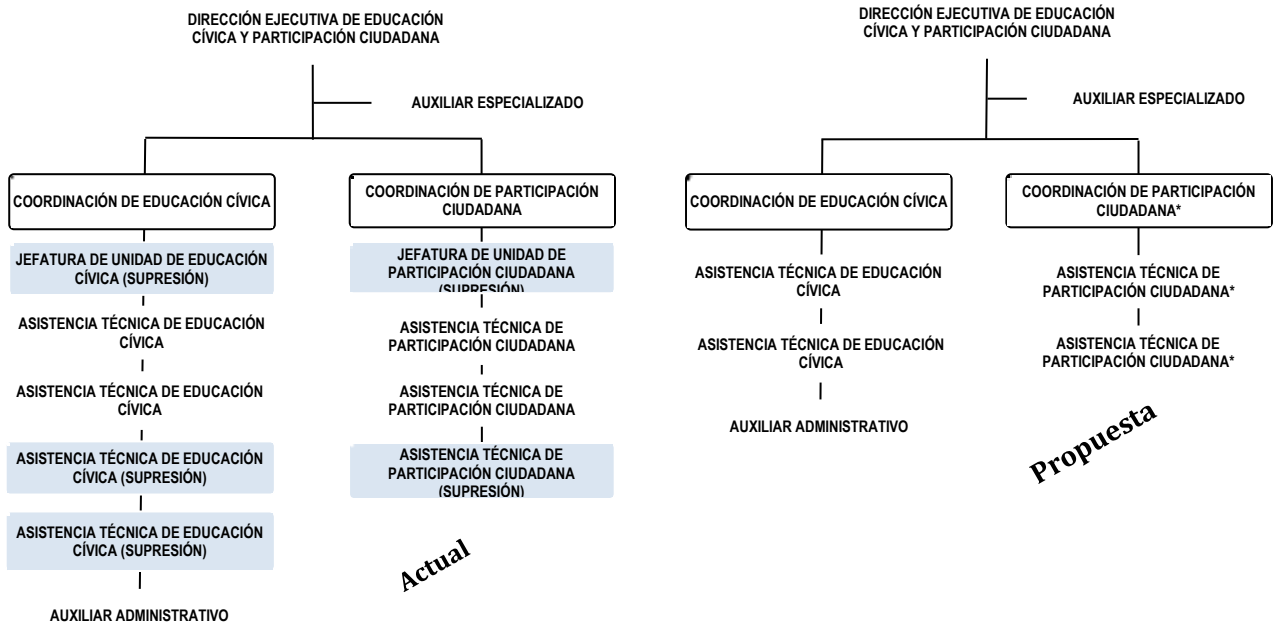 DIRECCIÓN EJECUTIVA DE EDUCACIÓN
CÍVICA Y PARTICIPACIÓN CIUDADANA
AUXILIAR ESPECIALIZADO
COORDINACIÓN DE EDUCACIÓN CÍVICA
JEFATURA DE UNIDAD DE EDUCACIÓN
CÍVICA (SUPRESIÓN)
ASISTENCIA TÉCNICA DE EDUCACIÓN
CÍVICA
ASISTENCIA TÉCNICA DE EDUCACIÓN
CÍVICA
ASISTENCIA TÉCNICA DE EDUCACIÓN
CÍVICA (SUPRESIÓN)
ASISTENCIA TÉCNICA DE EDUCACIÓN
CÍVICA (SUPRESIÓN)
AUXILIAR ADMINISTRATIVO
COORDINACIÓN DE PARTICIPACIÓN
CIUDADANA
JEFATURA DE UNIDAD DE
PARTICIPACIÓN CIUDADANA
(SUPRESIÓN)
ASISTENCIA TÉCNICA DE
PARTICIPACIÓN CIUDADANA
ASISTENCIA TÉCNICA DE
PARTICIPACIÓN CIUDADANA
ASISTENCIA TÉCNICA DE
PARTICIPACIÓN CIUDADANA
(SUPRESIÓN)
Actual
DIRECCIÓN EJECUTIVA DE EDUCACIÓN
CÍVICA Y PARTICIPACIÓN CIUDADANA
AUXILIAR ESPECIALIZADO
COORDINACIÓN DE EDUCACIÓN CÍVICA
ASISTENCIA TÉCNICA DE EDUCACIÓN
CÍVICA
ASISTENCIA TÉCNICA DE EDUCACIÓN
CÍVICA
AUXILIAR ADMINISTRATIVO
COORDINACIÓN DE PARTICIPACIÓN
CIUDADANA*
ASISTENCIA TÉCNICA DE
PARTICIPACIÓN CIUDADANA*
ASISTENCIA TÉCNICA DE
PARTICIPACIÓN CIUDADANA*
Propuesta